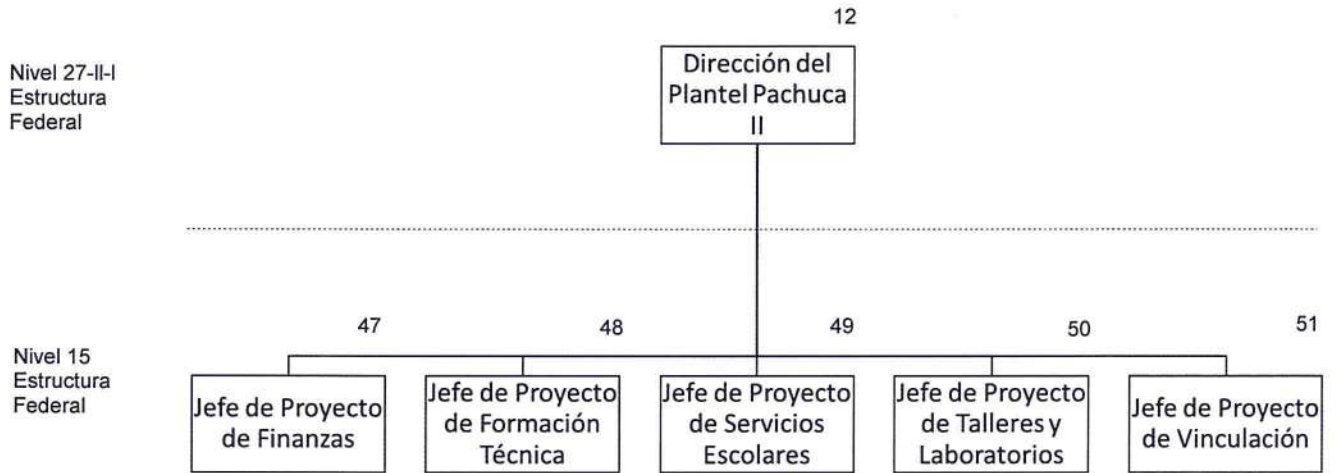 12
Nivel 27-II-I
Estructura
Federal
Dirección del
Plantel Pachuca
II
47
48
49
50
51
Nivel 15
Estructura
Federal
Jefe de Proyecto
de Finanzas
Jefe de Proyecto
de Formación
Técnica
Jefe de Proyecto
de Servicios
Escolares
Jefe de Proyecto
de Talleres y
Laboratorios
Jefe de Proyecto
de Vinculación